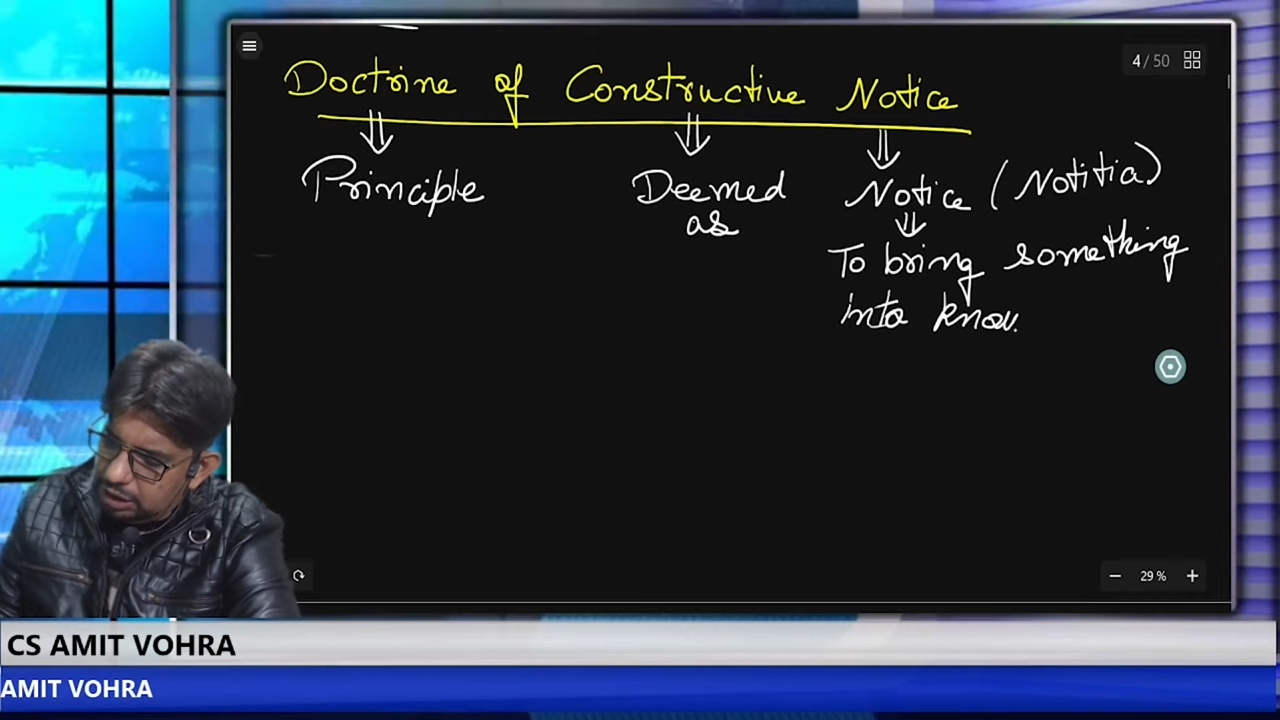 Doctrine of Constructive Notice
4 / 50
Principle
Deemed as
Notice (Notitia)
To bring something
into know.
29 %
CS AMIT VOHRA
AMIT VOHRA